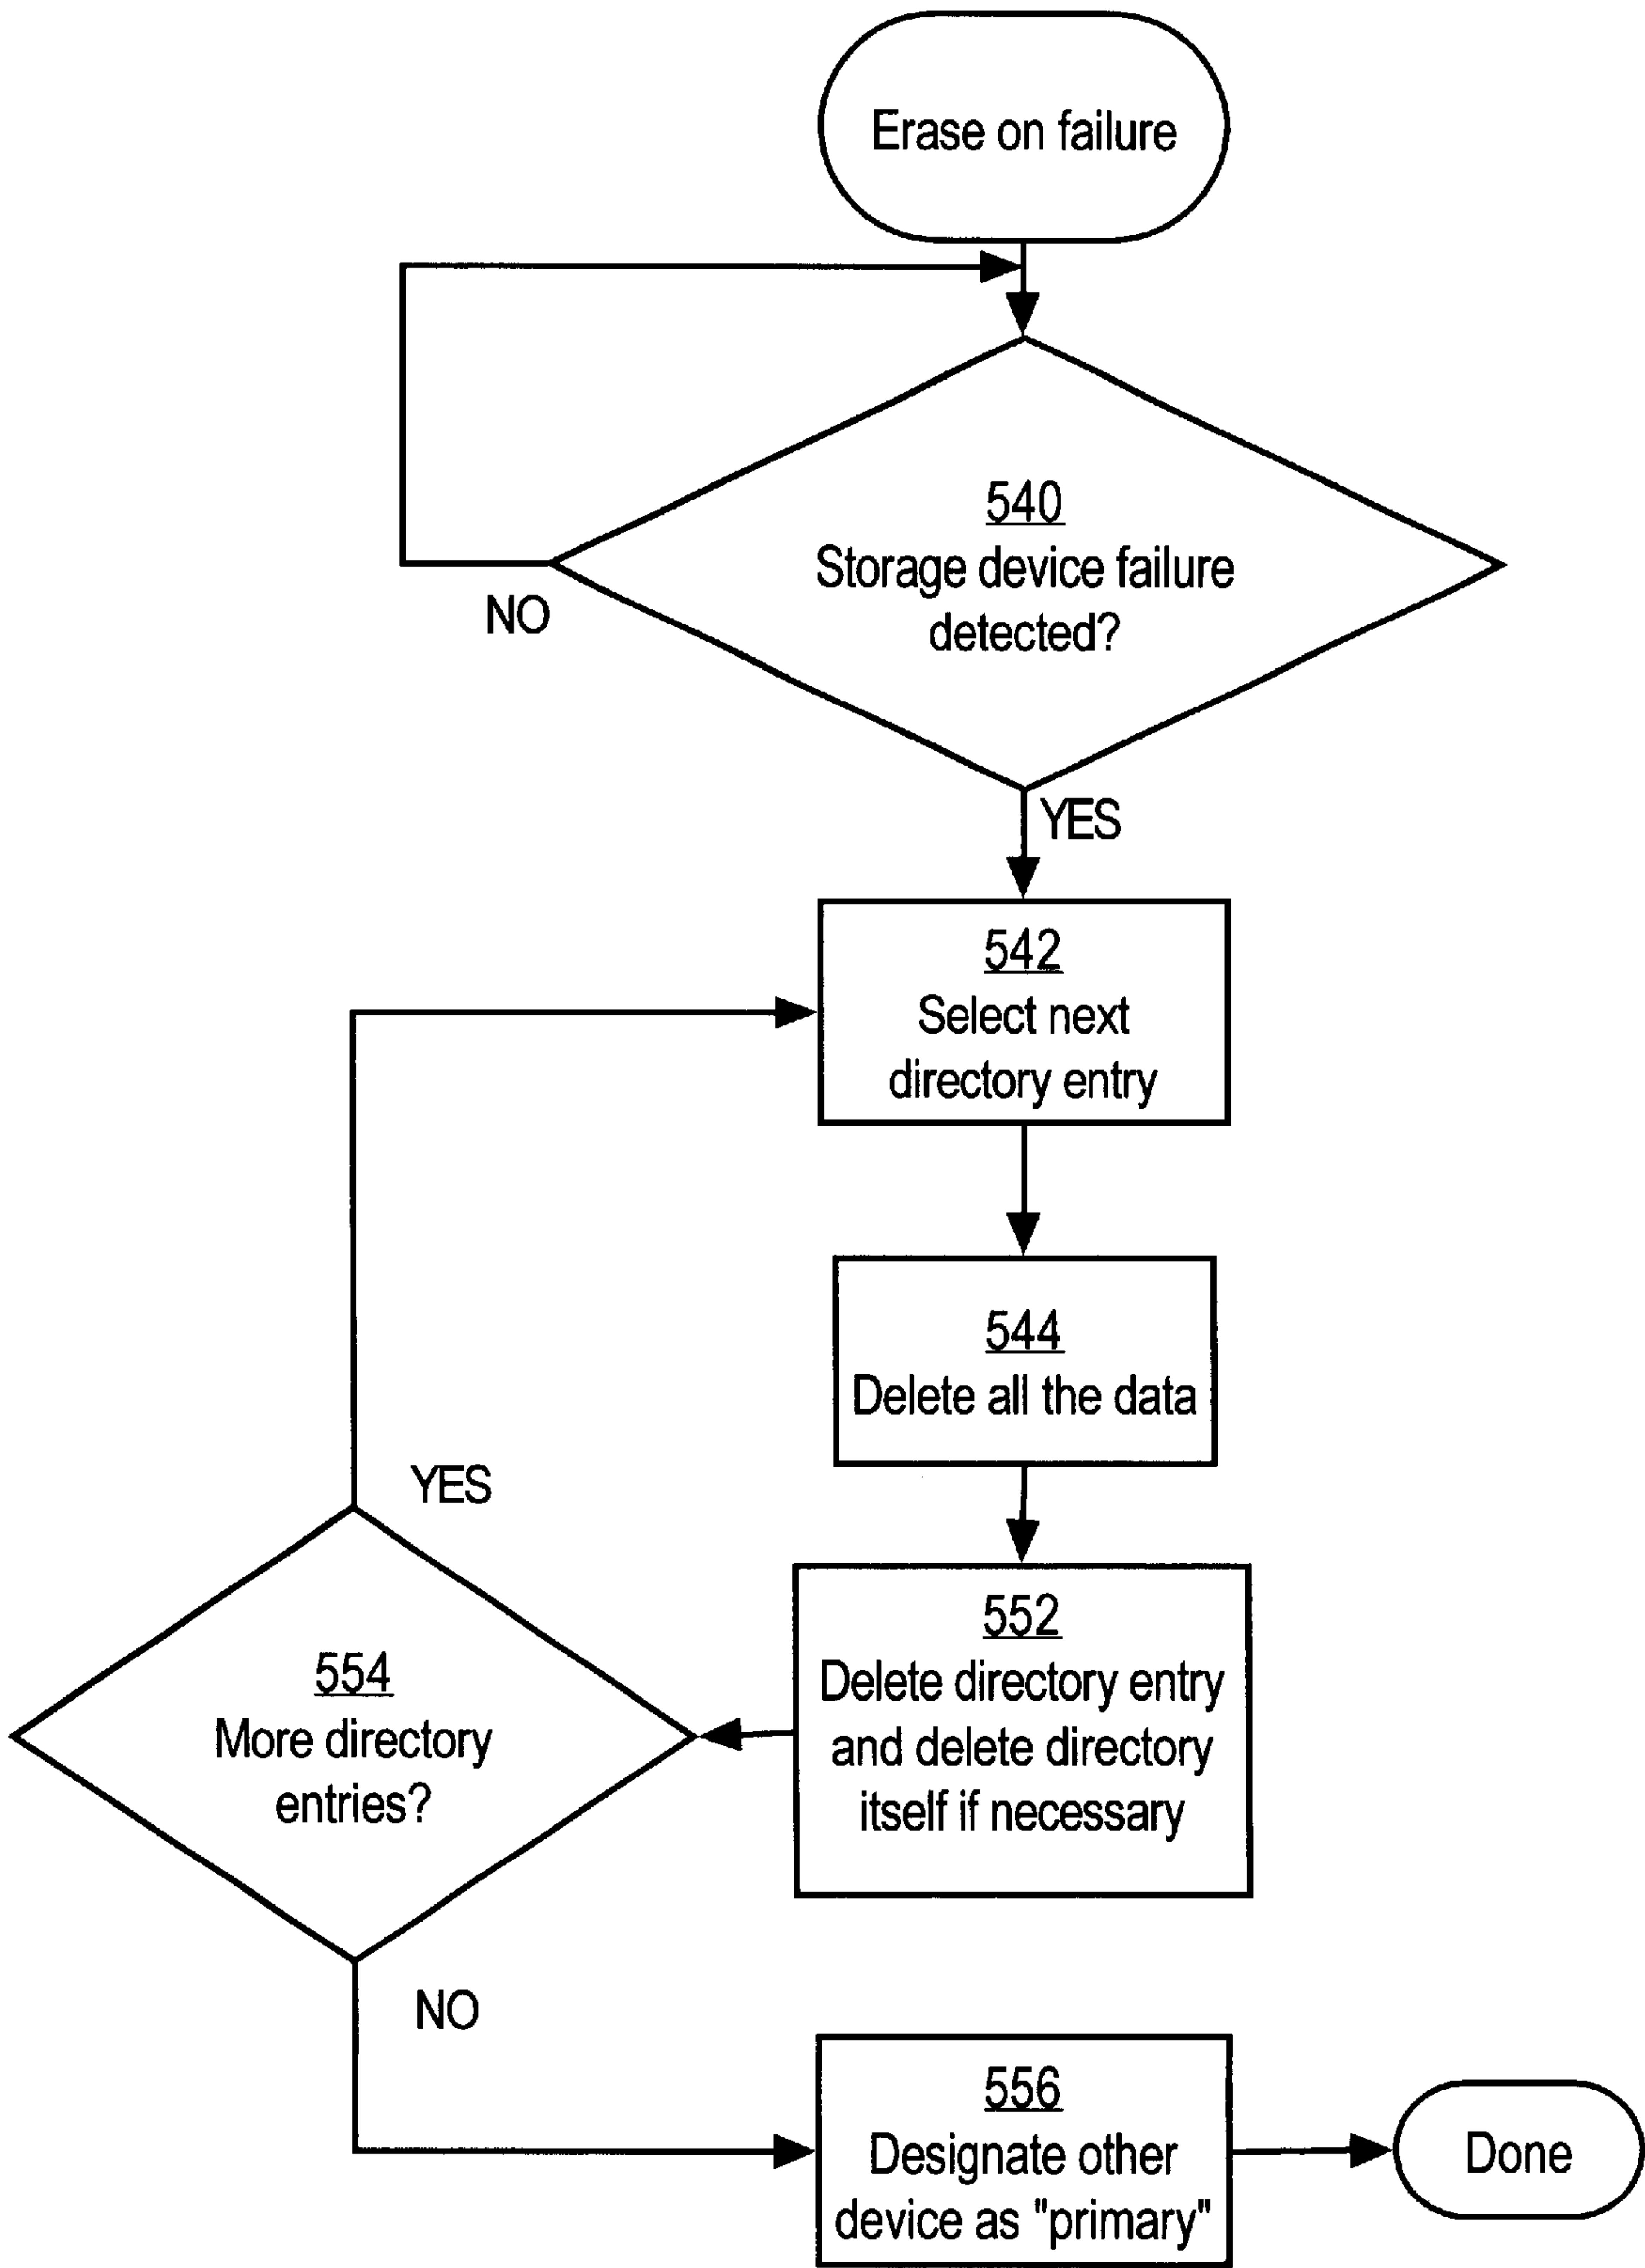 Erase on failure
540
Storage device failure
detected?
NO
YES
542
Select next
directory entry
544
Delete all the data
YES
552
Delete directory entry
and delete directory
itself if necessary
554
More directory
entries?
NO
556
Designate other
device as "primary"
Done